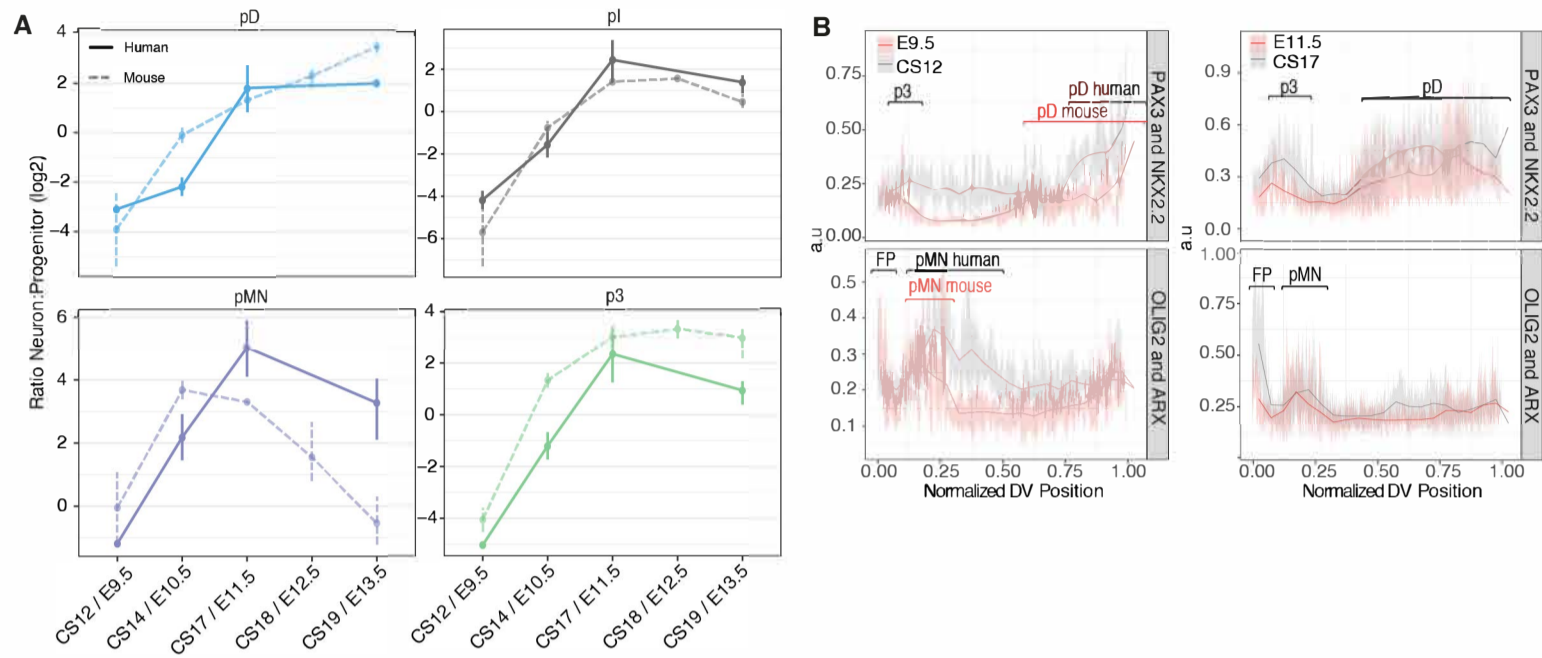 A
pD
pI
4
2
0
−2
−4
Human
Mouse
2
0
−2
−4
−6
pMN
p3
6
4
2
0
4
2
0
−2
−4
Ratio Neuron:Progenitor (log2)
CS12 / E9.5
CS14 / E10.5
CS17 / E11.5
CS18 / E12.5
CS19 / E13.5
CS12 / E9.5
CS14 / E10.5
CS17 / E11.5
CS18 / E12.5
CS19 / E13.5
B
E9.5
CS12
p3
pD human
pD mouse
0.75
0.50
0.25
0.00
PAX3 and NKX2.2
E11.5
CS17
p3
pD
0.9
0.6
0.3
0.0
PAX3 and NKX2.2
a.u
FP
pMN human
pMN mouse
0.5
0.4
0.3
0.2
0.1
OLIG2 and ARX
0.00
0.25
0.50
0.75
1.00
Normalized DV Position
a.u
FP
pMN
1.00
0.75
0.50
0.25
OLIG2 and ARX
0.00
0.25
0.50
0.75
1.00
Normalized DV Position